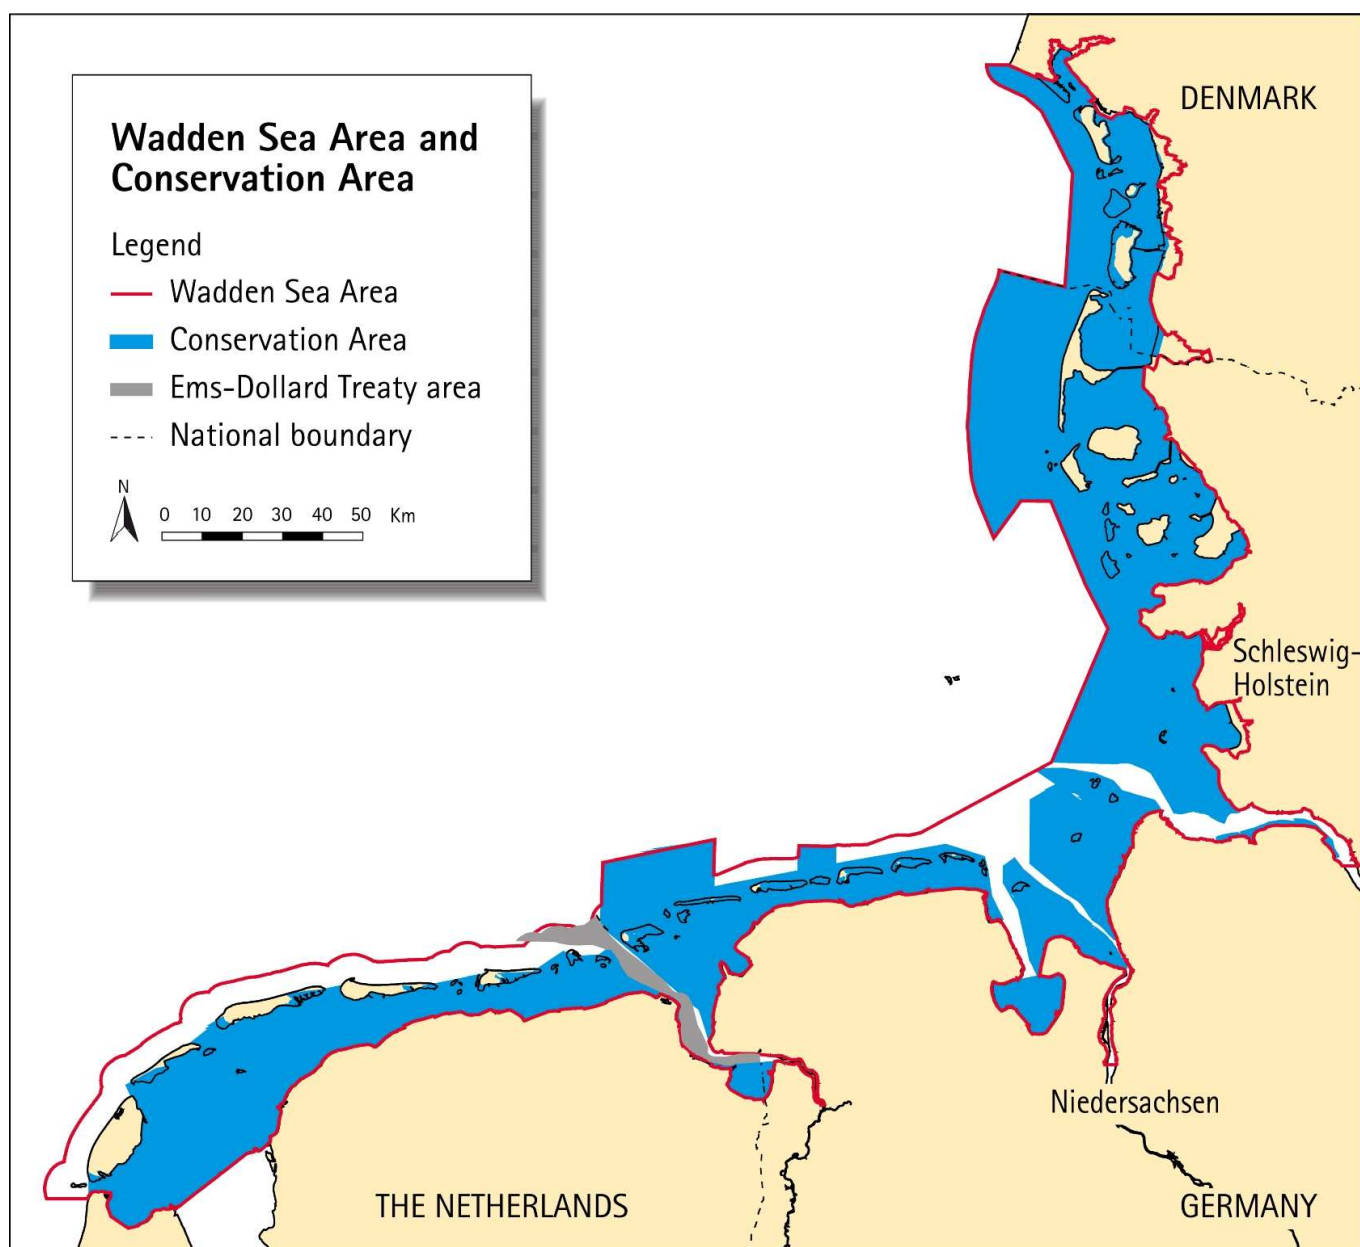 Wadden Sea Area and
Conservation Area
Legend
Wadden Sea Area
Conservation Area
Ems-Dollard Treaty area
National boundary
N
0 10 20 30 40 50 Km
DENMARK
Schleswig-
Holstein
Niedersachsen
THE NETHERLANDS
GERMANY